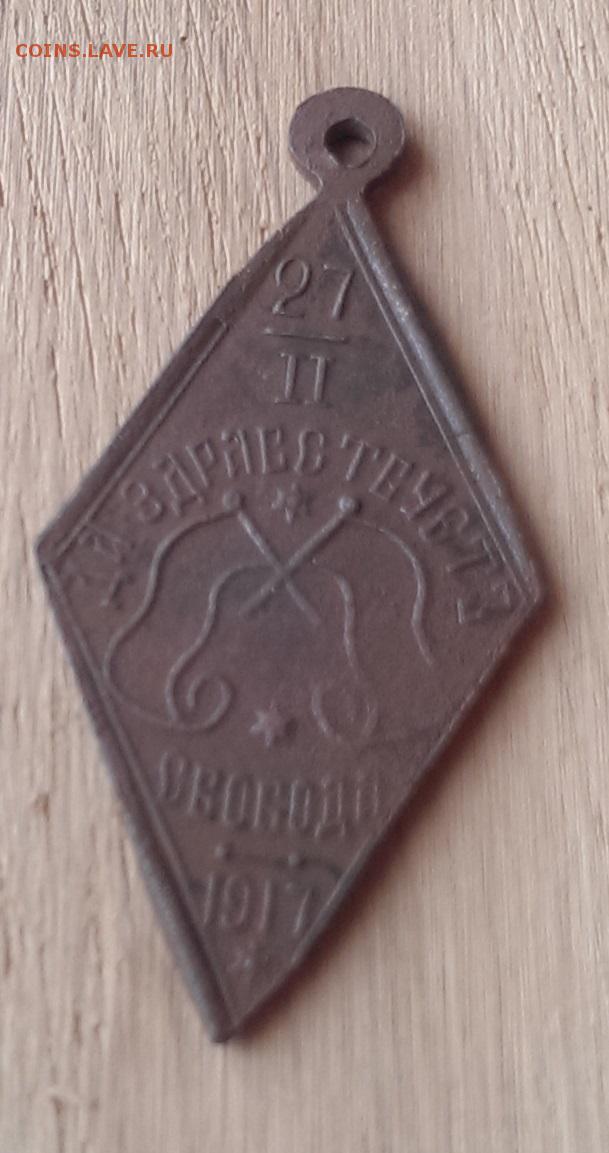 COINS.LAVE.RU
27
II
ДА ЗДРАВСТВУЕТЪ
СВОБОДА
1917